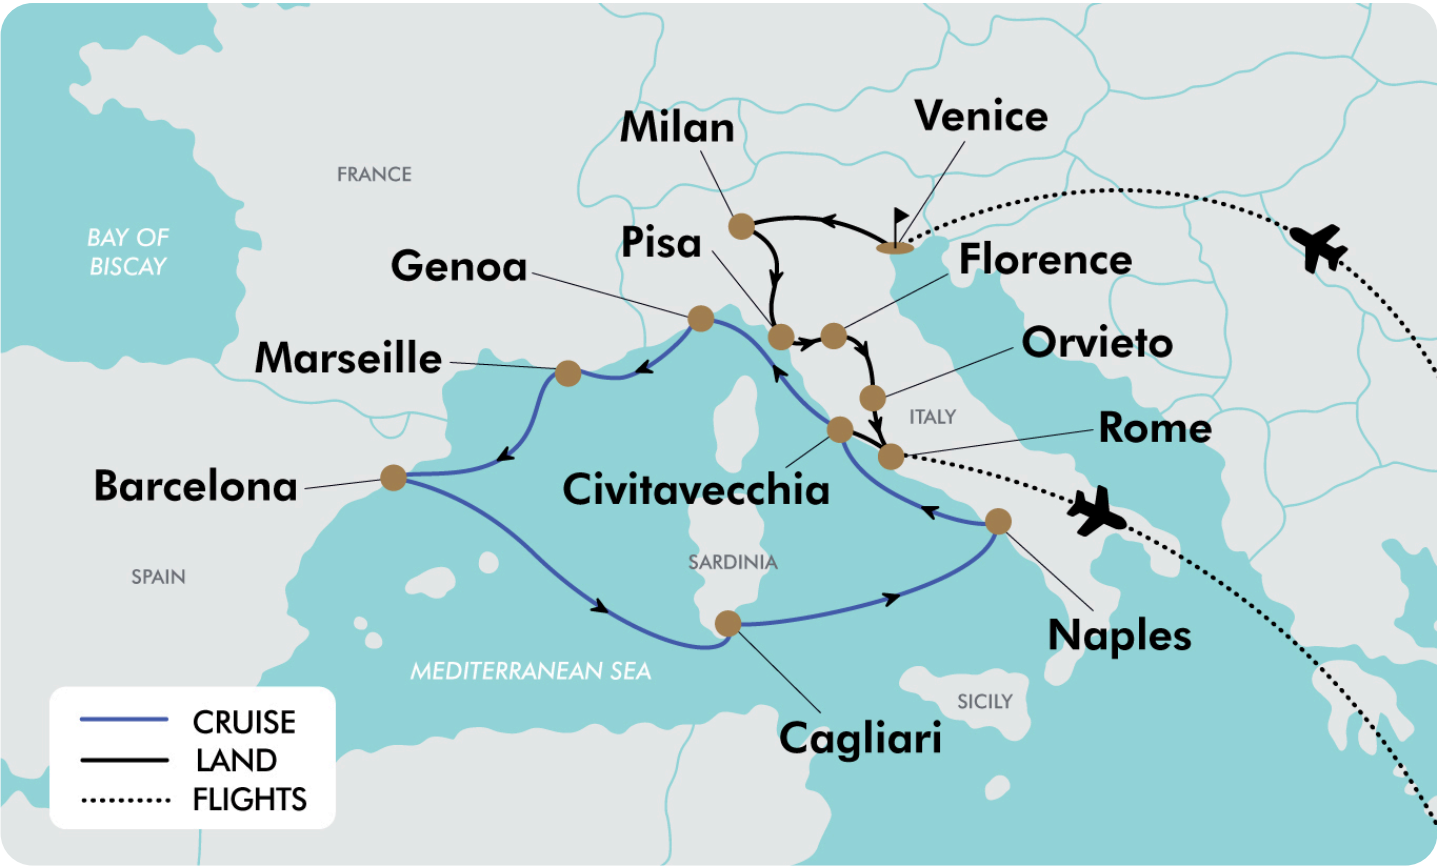 Venice
Milan
FRANCE
BAY OF
BISCAY
Pisa
Genoa
Florence
Marseille
Orvieto
ITALY
Rome
Barcelona
Civitavecchia
SARDINIA
SPAIN
Naples
MEDITERRANEAN SEA
SICILY
Cagliari
CRUISE
LAND
FLIGHTS